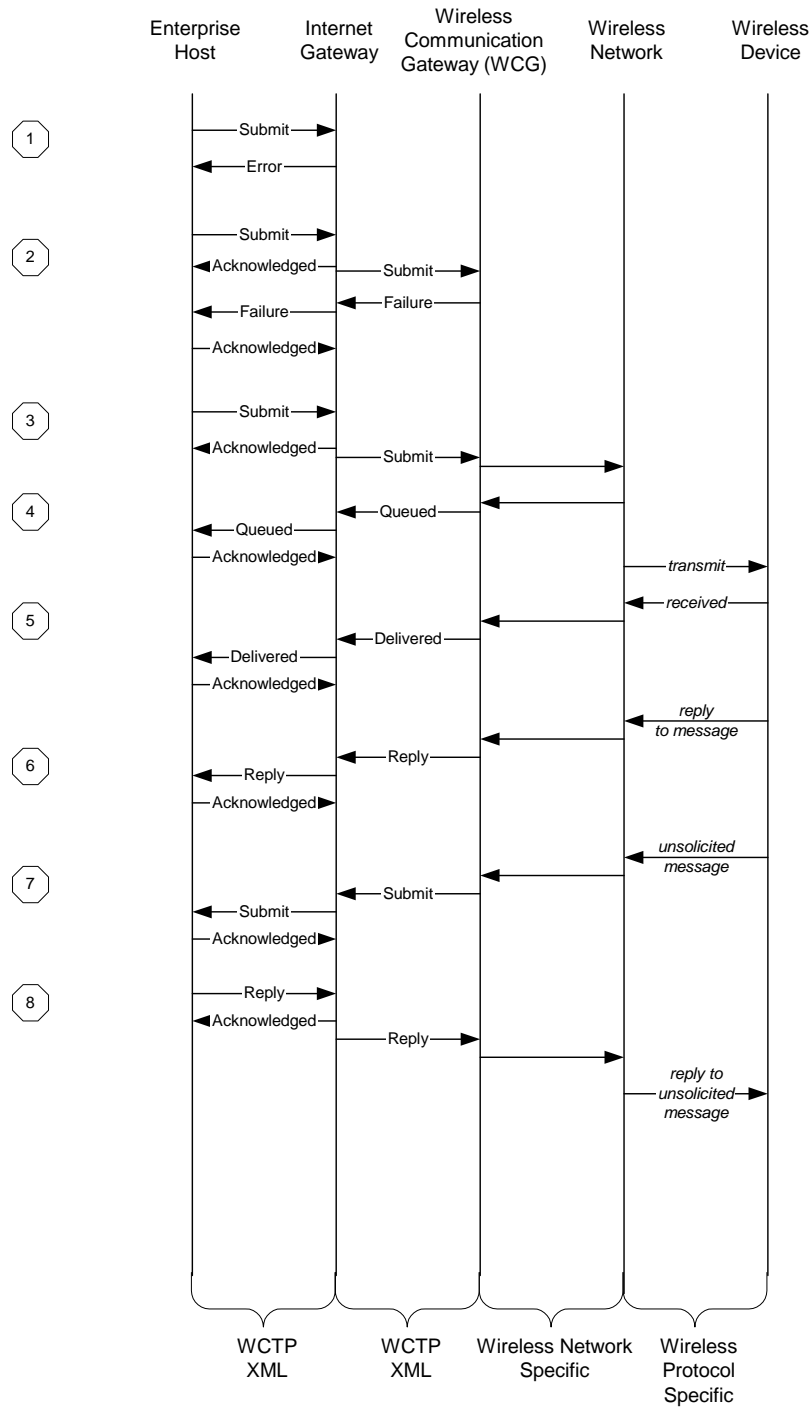 Enterprise
Host
Internet
Gateway
Wireless
Communication
Gateway (WCG)
Wireless
Network
Wireless
Device
1
Submit
Error
2
Submit
Acknowledged
Submit
Failure
Failure
Acknowledged
3
Submit
Acknowledged
Submit
4
Queued
Queued
Acknowledged
transmit
5
received
Delivered
Delivered
Acknowledged
reply
to message
6
Reply
Reply
Acknowledged
unsolicited
message
7
Submit
Submit
Acknowledged
8
Reply
Acknowledged
Reply
reply to
unsolicited
message
WCTP
XML
WCTP
XML
Wireless Network
Specific
Wireless
Protocol
Specific